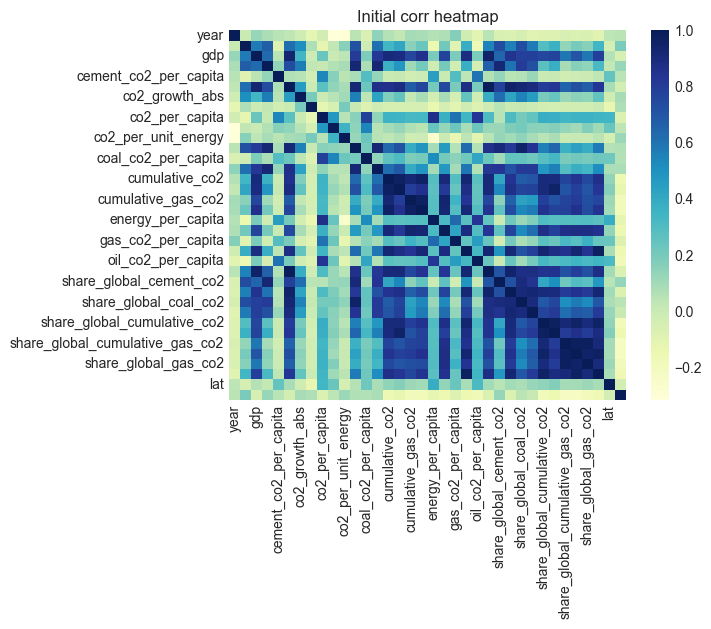 Initial corr heatmap
year
gdp
cement_co2_per_capita
co2_growth_abs
co2_per_capita
co2_per_unit_energy
coal_co2_per_capita
cumulative_co2
cumulative_gas_co2
energy_per_capita
gas_co2_per_capita
oil_co2_per_capita
share_global_cement_co2
share_global_coal_co2
share_global_cumulative_co2
share_global_cumulative_gas_co2
share_global_gas_co2
lat
year
gdp
cement_co2_per_capita
co2_growth_abs
co2_per_capita
co2_per_unit_energy
coal_co2_per_capita
cumulative_co2
cumulative_gas_co2
energy_per_capita
gas_co2_per_capita
oil_co2_per_capita
share_global_cement_co2
share_global_coal_co2
share_global_cumulative_co2
share_global_cumulative_gas_co2
share_global_gas_co2
lat
1.0
0.8
0.6
0.4
0.2
0.0
−0.2